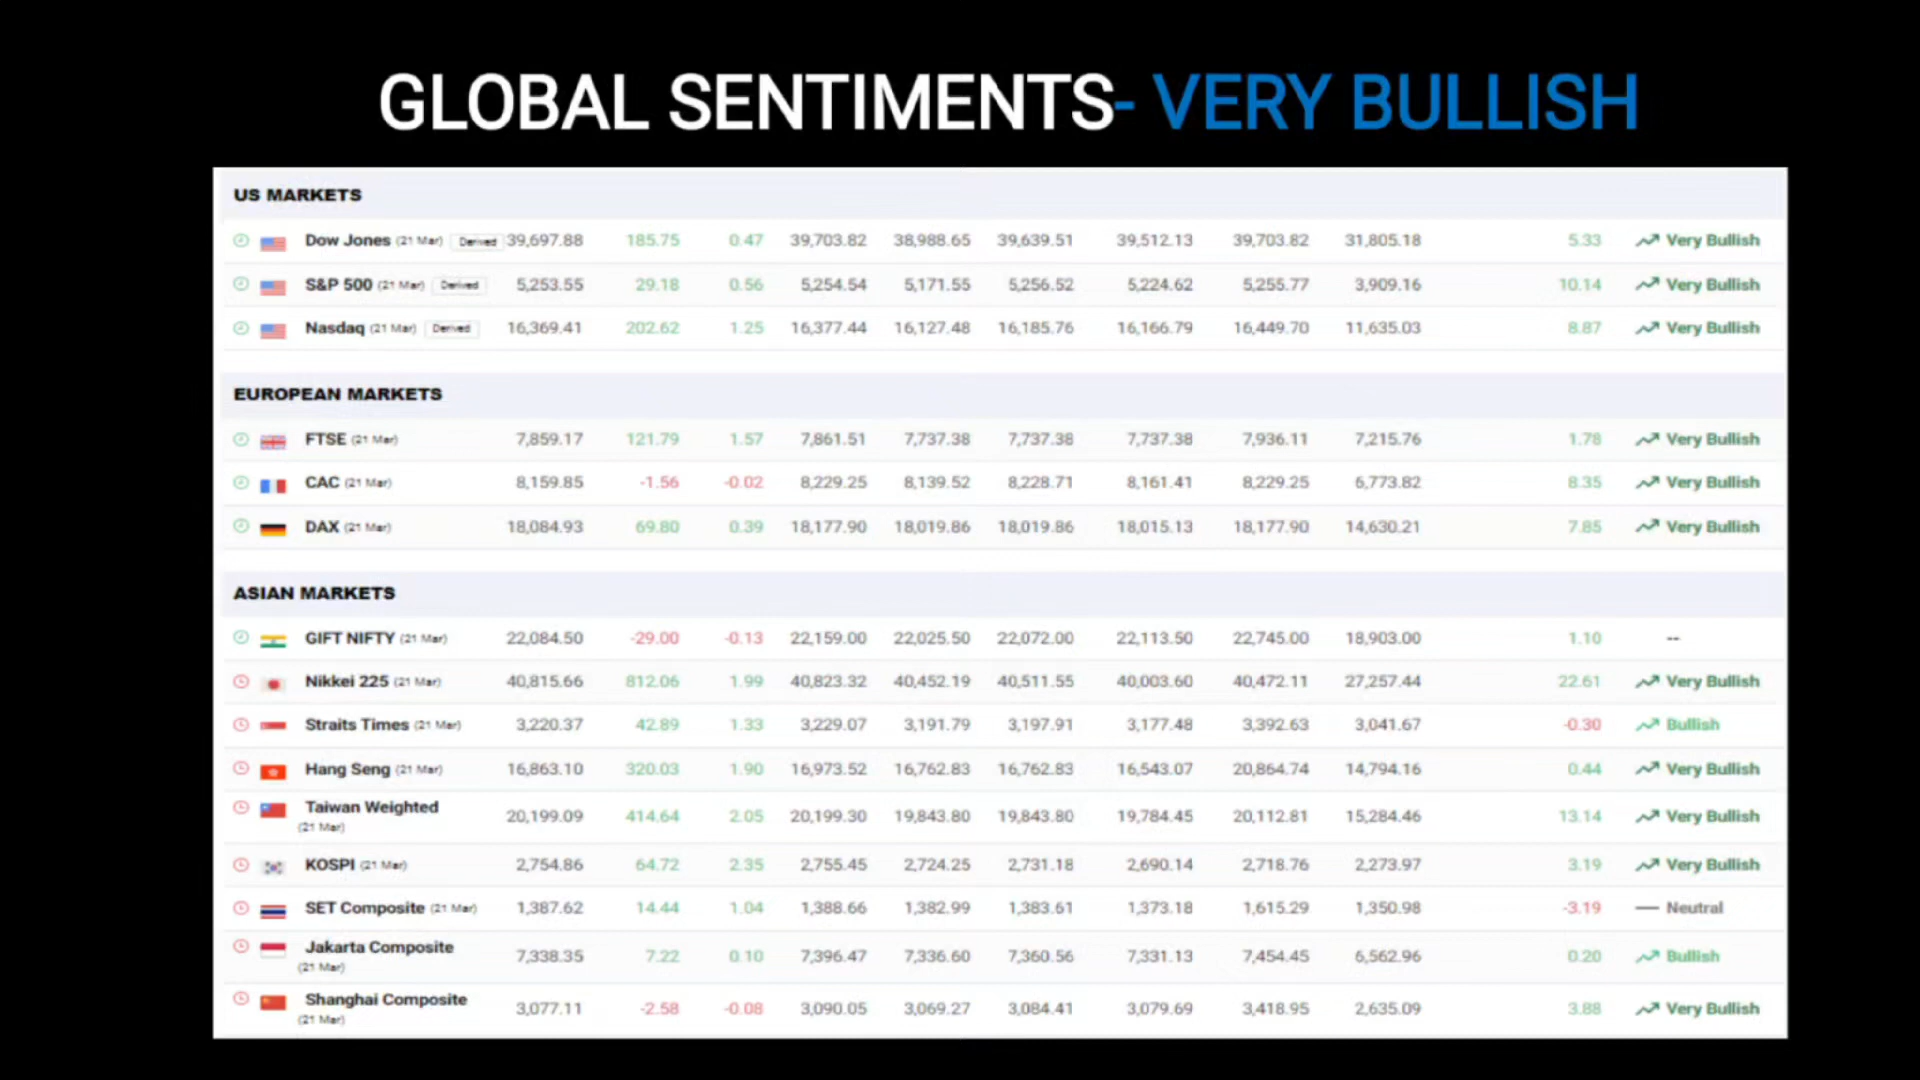 GLOBAL SENTIMENTS- VERY BULLISH
US MARKETS
Dow Jones (21 Mar) Derived 39,697.88 185.75 0.47 39,703.82 38,988.65 39,639.51 39,512.13 39,703.82 31,805.18 5.33 Very Bullish
S&P 500 (21 Mar) Derived 5,253.55 29.18 0.56 5,254.54 5,171.55 5,256.52 5,224.62 5,255.77 3,909.16 10.14 Very Bullish
Nasdaq (21 Mar) Derived 16,369.41 202.62 1.25 16,377.44 16,127.48 16,185.76 16,166.79 16,449.70 11,635.03 8.87 Very Bullish
EUROPEAN MARKETS
FTSE (21 Mar) 7,859.17 121.79 1.57 7,861.51 7,737.38 7,737.38 7,737.38 7,936.11 7,215.76 1.78 Very Bullish
CAC (21 Mar) 8,159.85 -1.56 -0.02 8,229.25 8,139.52 8,228.71 8,161.41 8,229.25 6,773.82 8.35 Very Bullish
DAX (21 Mar) 18,084.93 69.80 0.39 18,177.90 18,019.86 18,019.86 18,015.13 18,177.90 14,630.21 7.85 Very Bullish
ASIAN MARKETS
GIFT NIFTY (21 Mar) 22,084.50 -29.00 -0.13 22,159.00 22,025.50 22,072.00 22,113.50 22,745.00 18,903.00 1.10 --
Nikkei 225 (21 Mar) 40,815.66 812.06 1.99 40,823.32 40,452.19 40,511.55 40,003.60 40,472.11 27,257.44 22.61 Very Bullish
Straits Times (21 Mar) 3,220.37 42.89 1.33 3,229.07 3,191.79 3,197.91 3,177.48 3,392.63 3,041.67 -0.30 Bullish
Hang Seng (21 Mar) 16,863.10 320.03 1.90 16,973.52 16,762.83 16,762.83 16,543.07 20,864.74 14,794.16 0.44 Very Bullish
Taiwan Weighted
(21 Mar) 20,199.09 414.64 2.05 20,199.30 19,843.80 19,843.80 19,784.45 20,112.81 15,284.46 13.14 Very Bullish
KOSPI (21 Mar) 2,754.86 64.72 2.35 2,755.45 2,724.25 2,731.18 2,690.14 2,718.76 2,273.97 3.19 Very Bullish
SET Composite (21 Mar) 1,387.62 14.44 1.04 1,388.66 1,382.99 1,383.61 1,373.18 1,615.29 1,350.98 -3.19 Neutral
Jakarta Composite
(21 Mar) 7,338.35 7.22 0.10 7,396.47 7,336.60 7,360.56 7,331.13 7,454.45 6,562.96 0.20 Bullish
Shanghai Composite
(21 Mar) 3,077.11 -2.58 -0.08 3,090.05 3,069.27 3,084.41 3,079.69 3,418.95 2,635.09 3.88 Very Bullish